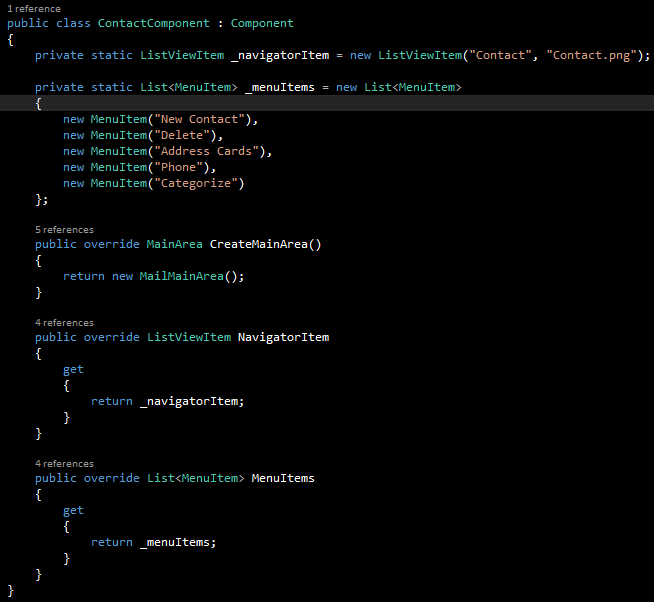 1 reference
public class ContactComponent : Component
{
    private static ListViewItem _navigatorItem = new ListViewItem("Contact", "Contact.png");

    private static List<MenuItem> _menuItems = new List<MenuItem>
    {
        new MenuItem("New Contact"),
        new MenuItem("Delete"),
        new MenuItem("Address Cards"),
        new MenuItem("Phone"),
        new MenuItem("Categorize")
    };

    5 references
    public override MainArea CreateMainArea()
    {
        return new MailMainArea();
    }

    4 references
    public override ListViewItem NavigatorItem
    {
        get
        {
            return _navigatorItem;
        }
    }

    4 references
    public override List<MenuItem> MenuItems
    {
        get
        {
            return _menuItems;
        }
    }
}